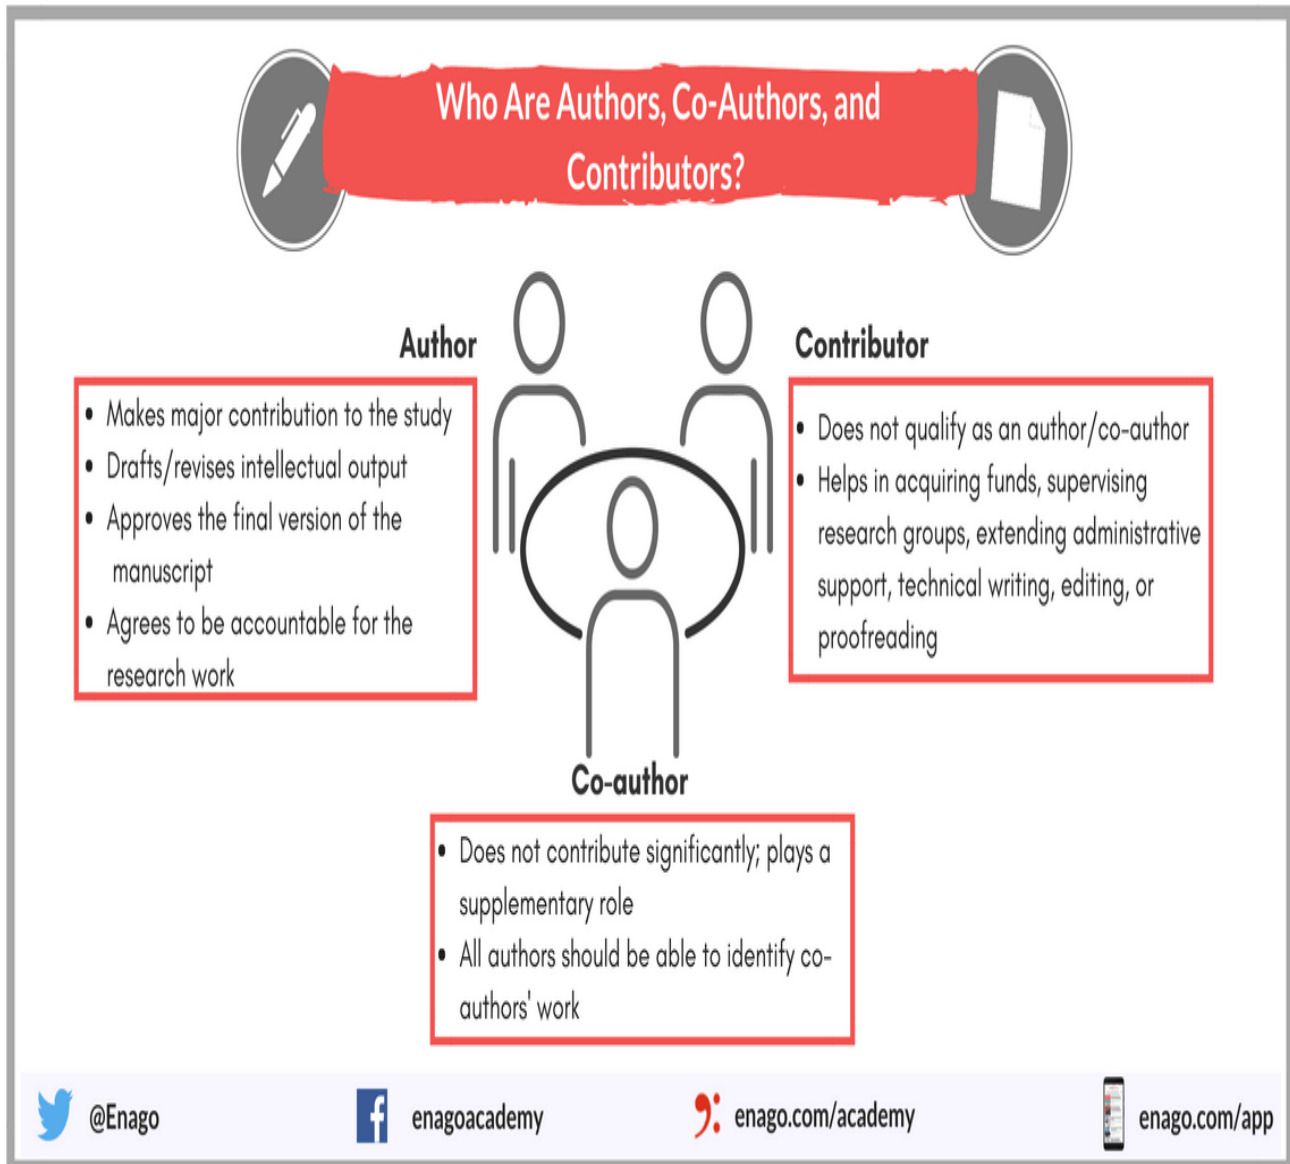 Who Are Authors, Co-Authors, and
Contributors?
Author
• Makes major contribution to the study
• Drafts/revises intellectual output
• Approves the final version of the
manuscript
• Agrees to be accountable for the
research work
Contributor
• Does not qualify as an author/co-author
• Helps in acquiring funds, supervising
research groups, extending administrative
support, technical writing, editing, or
proofreading
Co-author
• Does not contribute significantly; plays a
supplementary role
• All authors should be able to identify co-
authors' work
@Enago
enagoacademy
enago.com/academy
enago.com/app